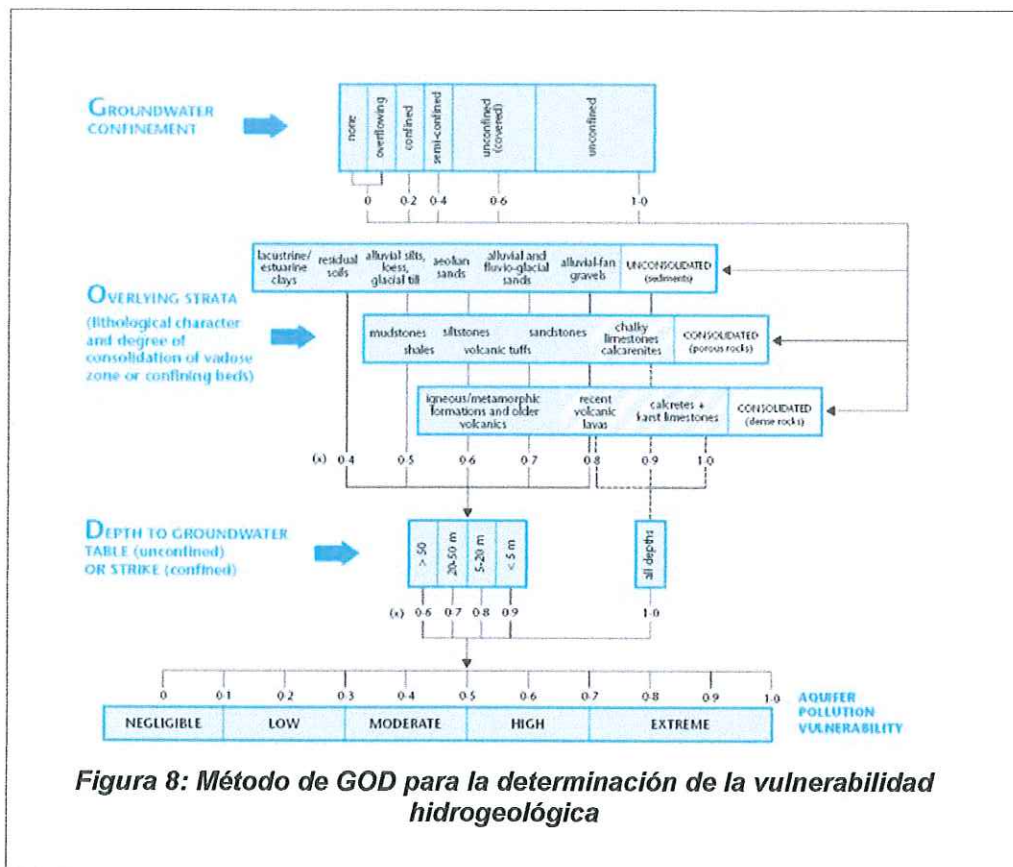 GROUNDWATER
CONFINEMENT
none
overflowing
confined
semi-confined
unconfined
(covered)
unconfined
0 0·2 0·4 0·6 1·0
lacustrine/
estuarine
clays
residual
soils
alluvial silts,
loess,
glacial till
aeolian
sands
alluvial and
fluvio-glacial
sands
alluvial-fan
gravels
UNCONSOLIDATED
(sediments)
OVERLYING STRATA
(lithological character
and degree of
consolidation of vadose
zone or confining beds)
mudstones
shales
siltstones
volcanic tuffs
sandstones
chalky
limestones
calcarenites
CONSOLIDATED
(porous rocks)
igneous/metamorphic
formations and older
volcanics
recent
volcanic
lavas
calcretes +
karst limestones
CONSOLIDATED
(dense rocks)
(x) 0·4 0·5 0·6 0·7 0·8 0·9 1·0
DEPTH TO GROUNDWATER
TABLE (unconfined)
OR STRIKE (confined)
> 50
20-50 m
5-20 m
< 5 m
all depths
(x) 0·6 0·7 0·8 0·9 1·0
0 0·1 0·2 0·3 0·4 0·5 0·6 0·7 0·8 0·9 1·0
NEGLIGIBLE LOW MODERATE HIGH EXTREME
AQUIFER
POLLUTION
VULNERABILITY
Figura 8: Método de GOD para la determinación de la vulnerabilidad
hidrogeológica